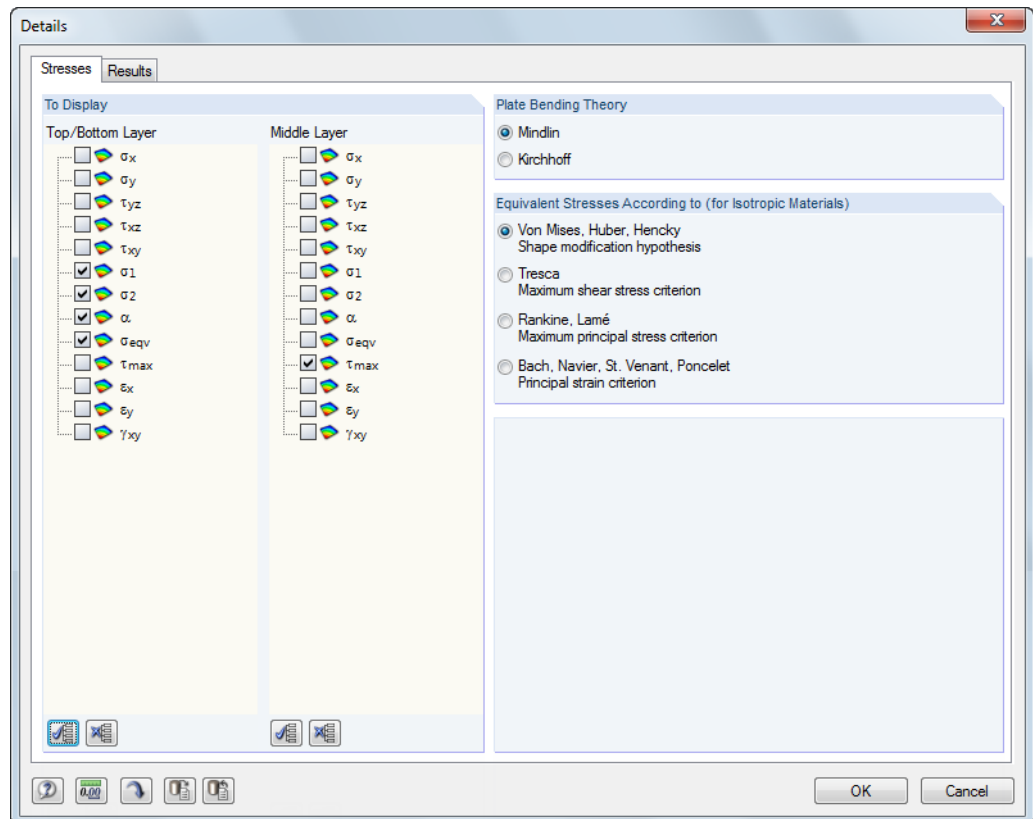 Details
x
Stresses
Results
To Display
Top/Bottom Layer
σx
σy
τyz
τxz
τxy
σ1
σ2
α
σeqv
τmax
εx
εy
γxy
Middle Layer
σx
σy
τyz
τxz
τxy
σ1
σ2
α
σeqv
τmax
εx
εy
γxy
Plate Bending Theory
Mindlin
Kirchhoff
Equivalent Stresses According to (for Isotropic Materials)
Von Mises, Huber, Hencky
Shape modification hypothesis
Tresca
Maximum shear stress criterion
Rankine, Lamé
Maximum principal stress criterion
Bach, Navier, St. Venant, Poncelet
Principal strain criterion
?
0.00
OK
Cancel